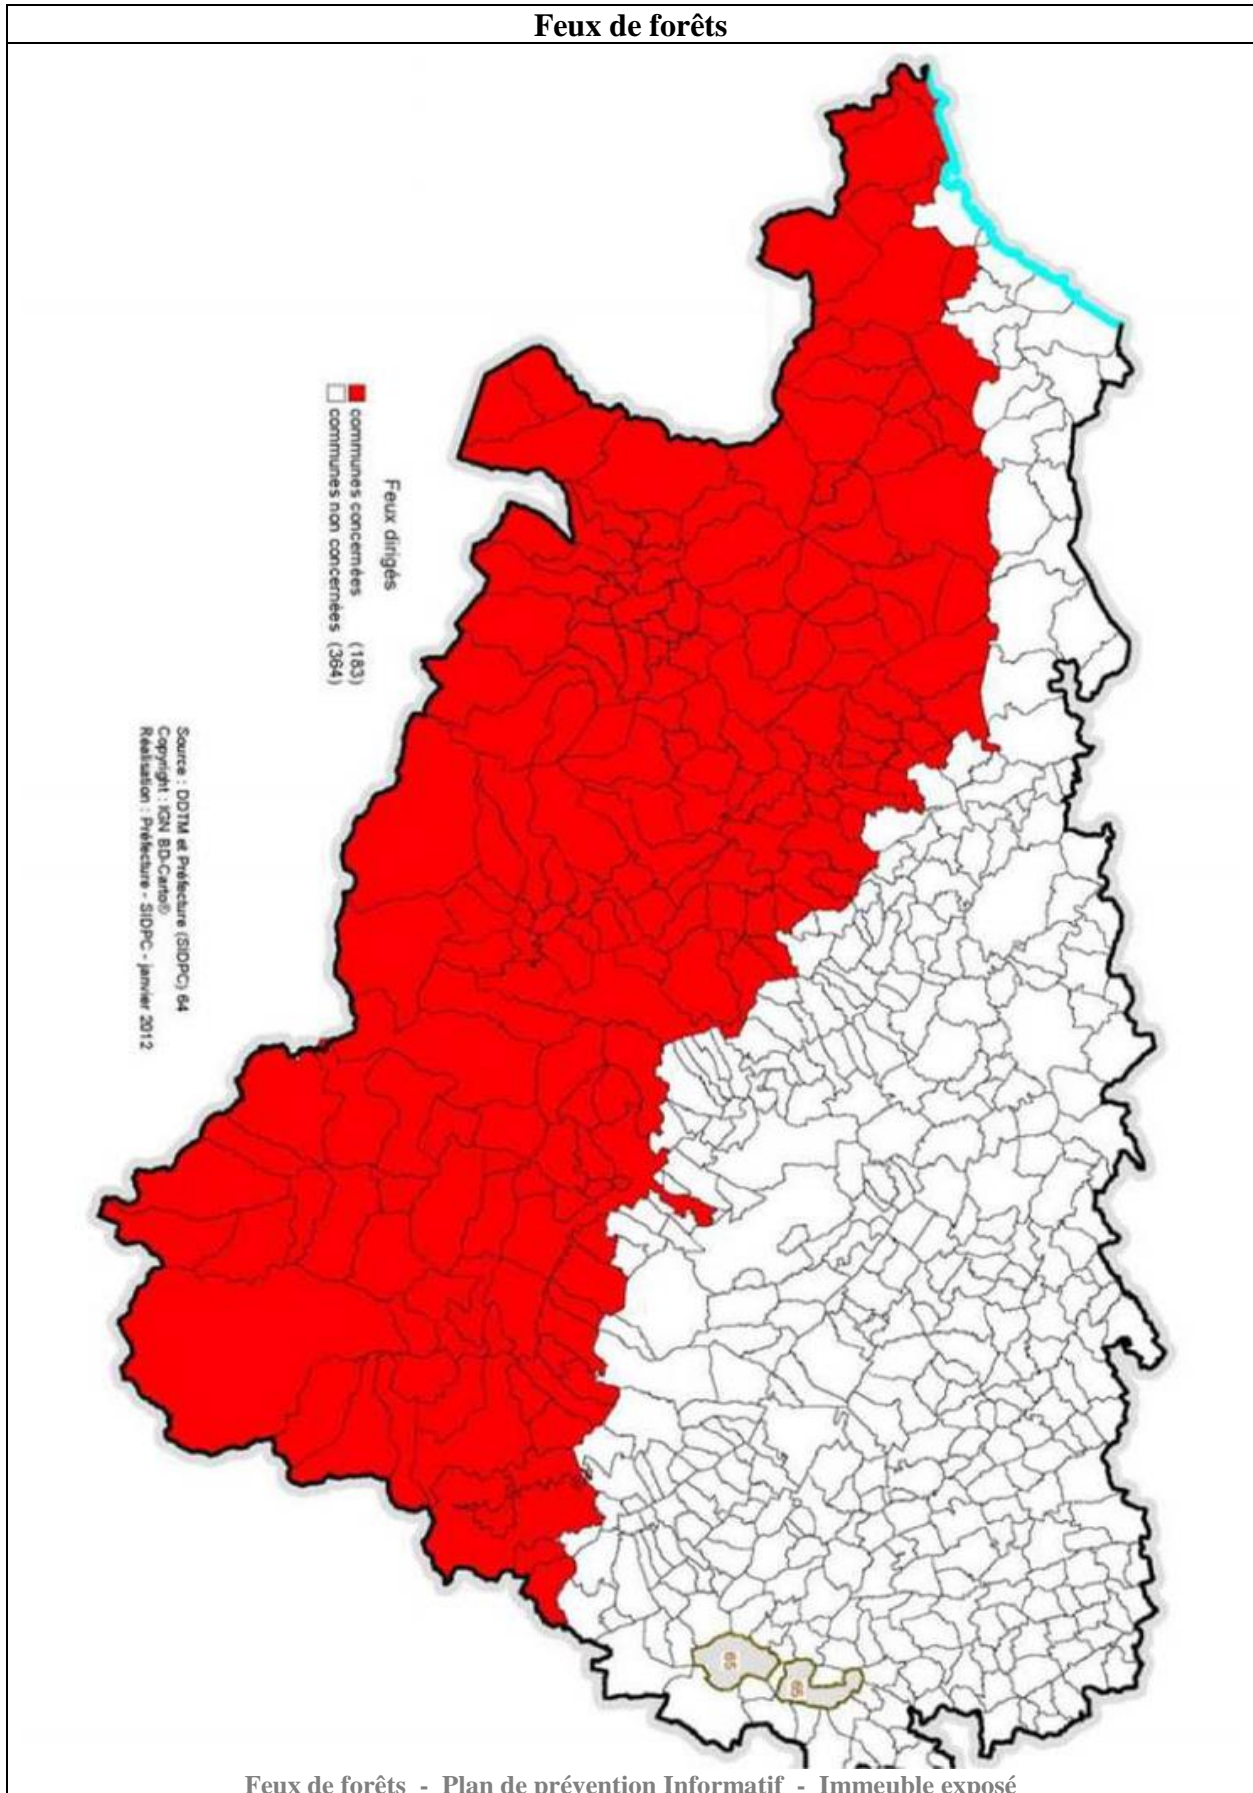 Feux de forêts
Feux dirigés
communes concernées (183)
communes non concernées (364)
Source : DDTM et Préfecture (SIDPC) 64
Copyright : IGN BD-Carto®
Réalisation : Préfecture - SIDPC - janvier 2012
65
65
Feux de forêts - Plan de prévention Informatif - Immeuble exposé